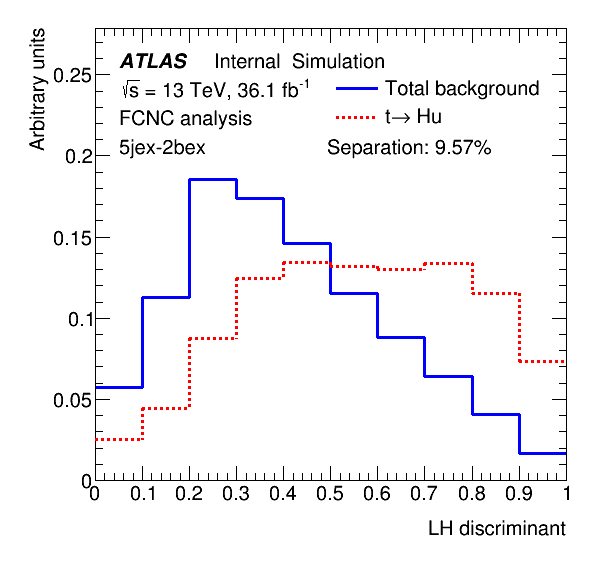 Arbitrary units
ATLAS Internal Simulation
√s = 13 TeV, 36.1 fb⁻¹
FCNC analysis
5jex-2bex
Total background
t→ Hu
Separation: 9.57%
0.25
0.2
0.15
0.1
0.05
0
0 0.1 0.2 0.3 0.4 0.5 0.6 0.7 0.8 0.9 1
LH discriminant